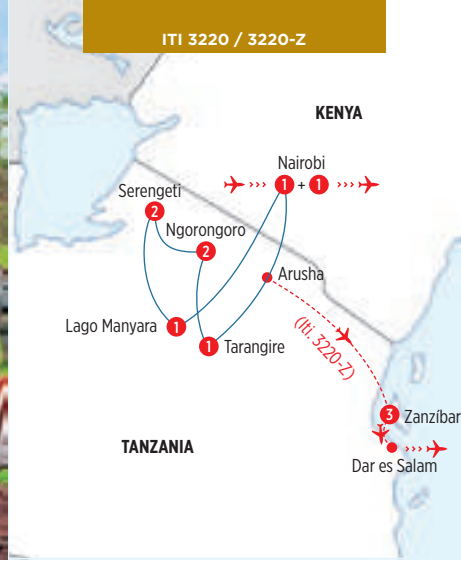 ITI 3220 / 3220-Z
KENYA
Nairobi
1 + 1
Serengeti
2
Ngorongoro
2
Arusha
Lago Manyara
1
1
Tarangire
(Iti. 3220-Z)
3
Zanzíbar
TANZANIA
Dar es Salam